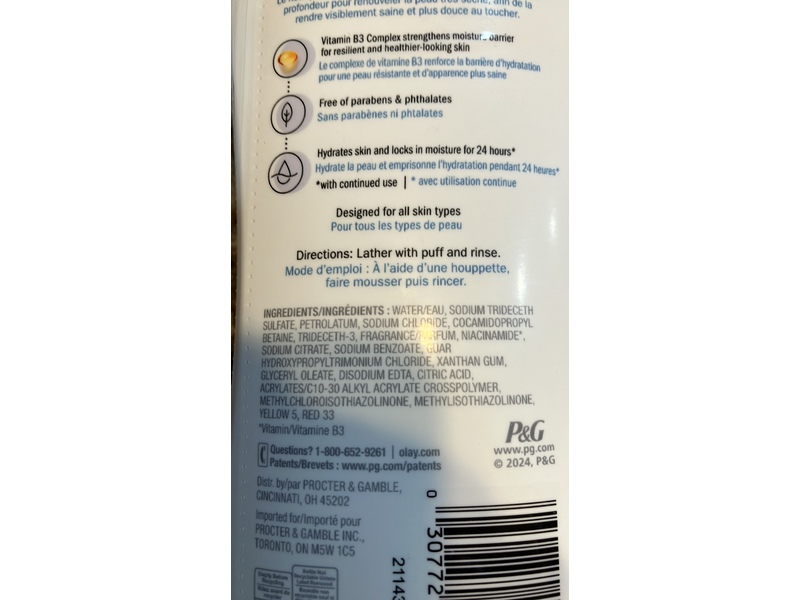 profondeur pour renouveler la peau très sèche, afin de la
rendre visiblement saine et plus douce au toucher.
Vitamin B3 Complex strengthens moisture barrier
for resilient and healthier-looking skin
Le complexe de vitamine B3 renforce la barrière d'hydratation
pour une peau résistante et d'apparence plus saine
Free of parabens & phthalates
Sans parabènes ni phtalates
Hydrates skin and locks in moisture for 24 hours*
Hydrate la peau et emprisonne l'hydratation pendant 24 heures*
*with continued use | * avec utilisation continue
Designed for all skin types
Pour tous les types de peau
Directions: Lather with puff and rinse.
Mode d'emploi : À l'aide d'une houppette,
faire mousser puis rincer.
INGREDIENTS/INGRÉDIENTS : WATER/EAU, SODIUM TRIDECETH
SULFATE, PETROLATUM, SODIUM CHLORIDE, COCAMIDOPROPYL
BETAINE, TRIDECETH-3, FRAGRANCE/PARFUM, NIACINAMIDE*,
SODIUM CITRATE, SODIUM BENZOATE, GUAR
HYDROXYPROPYLTRIMONIUM CHLORIDE, XANTHAN GUM,
GLYCERYL OLEATE, DISODIUM EDTA, CITRIC ACID,
ACRYLATES/C10-30 ALKYL ACRYLATE CROSSPOLYMER,
METHYLCHLOROISOTHIAZOLINONE, METHYLISOTHIAZOLINONE,
YELLOW 5, RED 33
*Vitamin/Vitamine B3
P&G
www.pg.com
© 2024, P&G
Questions? 1-800-652-9261 | olay.com
Patents/Brevets : www.pg.com/patents
Distr. by/par PROCTER & GAMBLE,
CINCINNATI, OH 45202
Imported for/Importé pour
PROCTER & GAMBLE INC.,
TORONTO, ON M5W 1C5
0 30772
21143
Empty Before
Recycling